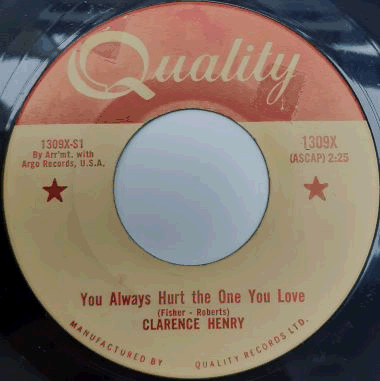 Quality
1309X-S1
By Arr'mt. with
Argo Records, U.S.A.
1309X
(ASCAP) 2:25
You Always Hurt the One You Love
(Fisher - Roberts)
CLARENCE HENRY
MANUFACTURED BY QUALITY RECORDS LTD.